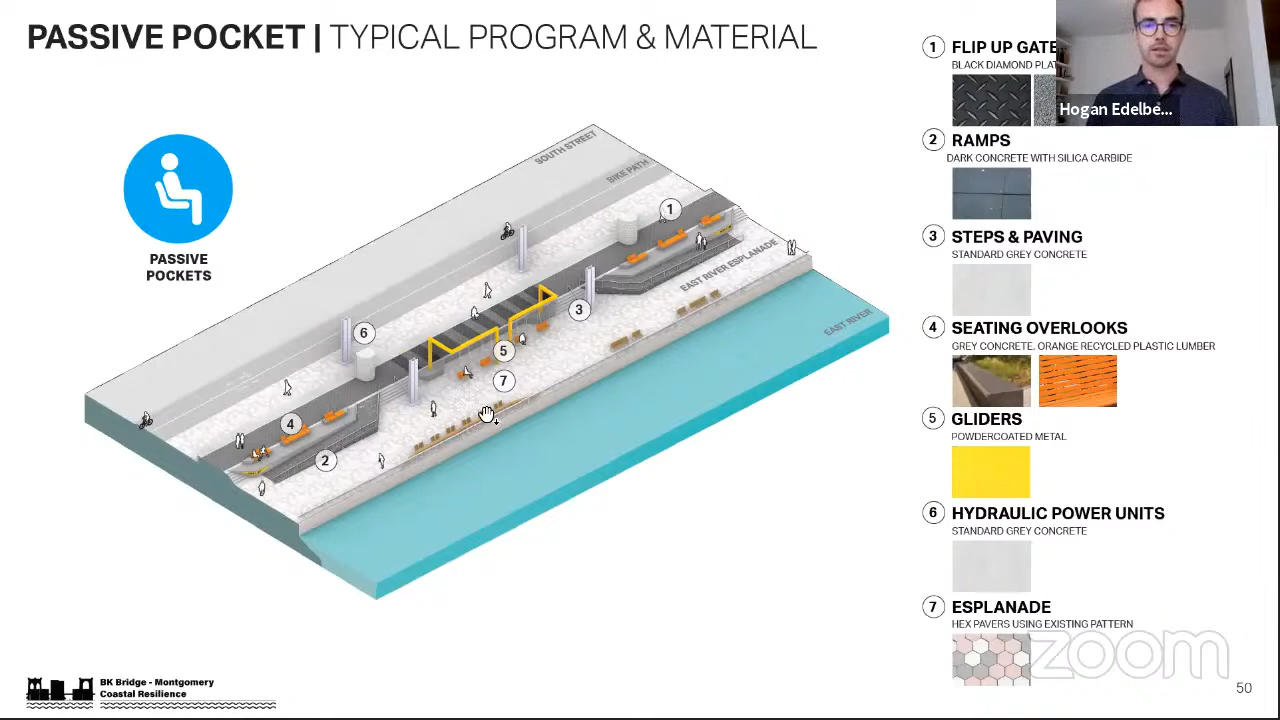 PASSIVE POCKET | TYPICAL PROGRAM & MATERIAL
PASSIVE
POCKETS
SOUTH STREET
BIKE PATH
EAST RIVER ESPLANADE
EAST RIVER
1
2
3
4
5
6
7
1 FLIP UP GATE
BLACK DIAMOND
Hogan Edelbe...
2 RAMPS
DARK CONCRETE WITH SILICA CARBIDE
3 STEPS & PAVING
STANDARD GREY CONCRETE
4 SEATING OVERLOOKS
GREY CONCRETE. ORANGE RECYCLED PLASTIC LUMBER
5 GLIDERS
POWDERCOATED METAL
6 HYDRAULIC POWER UNITS
STANDARD GREY CONCRETE
7 ESPLANADE
HEX PAVERS USING EXISTING PATTERN
zoom
BK Bridge - Montgomery
Coastal Resilience
50